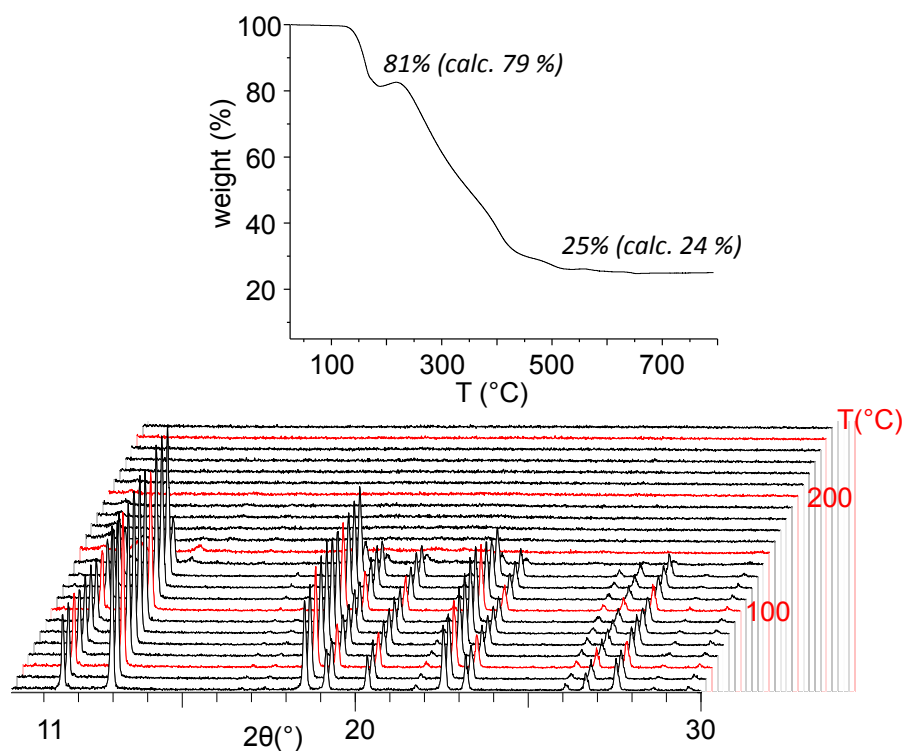 100
81% (calc. 79 %)
80
60
weight (%)
40
25% (calc. 24 %)
20
100 300 500 700
T (°C)
T(°C)
200
100
11 20 30
2θ(°)